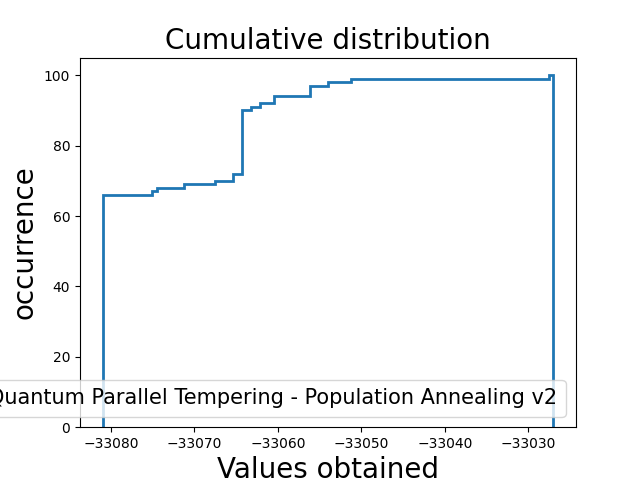 Cumulative distribution
occurrence
100
80
60
40
20
0
Parallel Tempering - Population Annealing v2
−33080 −33070 −33060 −33050 −33040 −33030
Values obtained